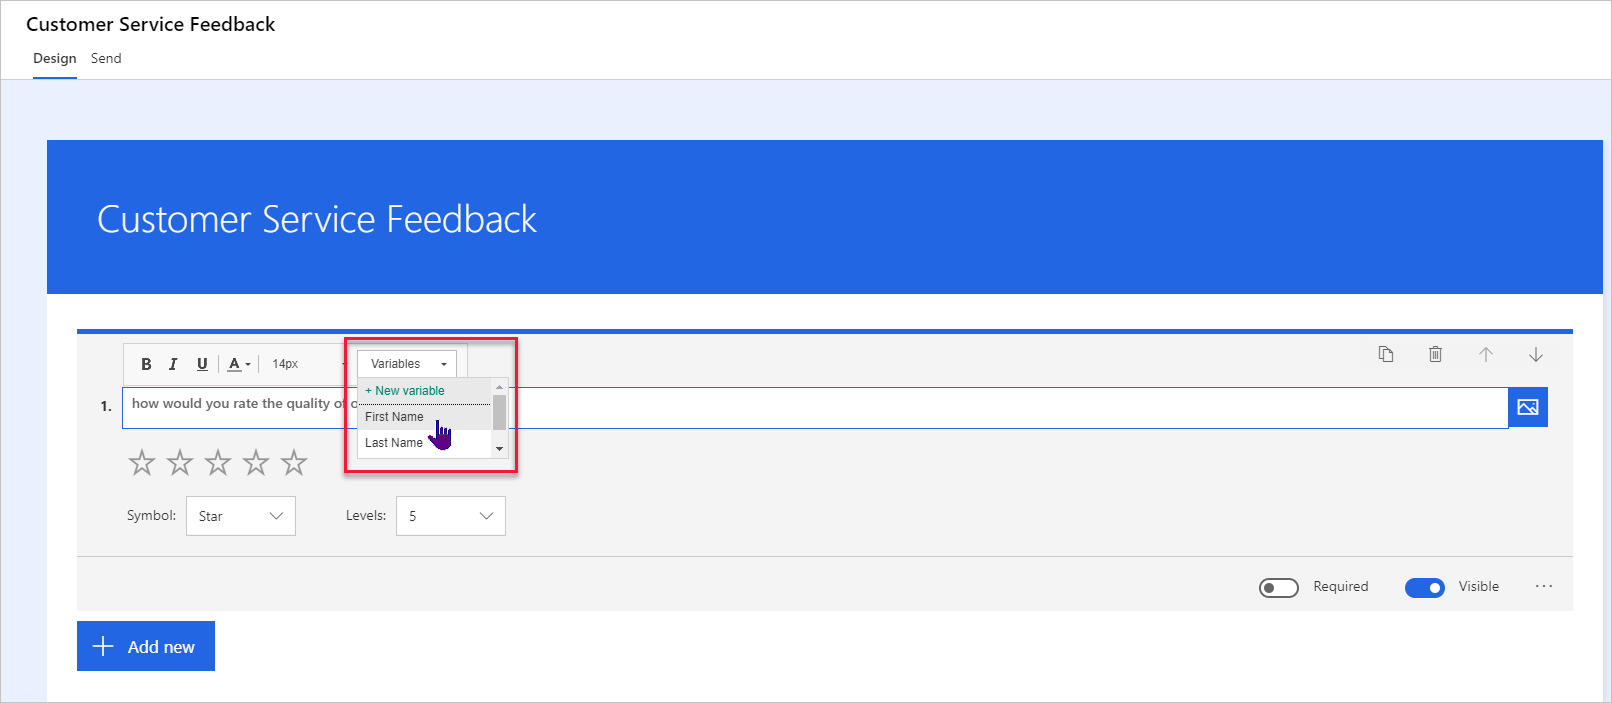 Customer Service Feedback
Design Send
Customer Service Feedback
B I U A 14px Variables
+ New variable
1. how would you rate the quality of o
First Name
Last Name
Symbol: Star Levels: 5
Required Visible ...
+ Add new